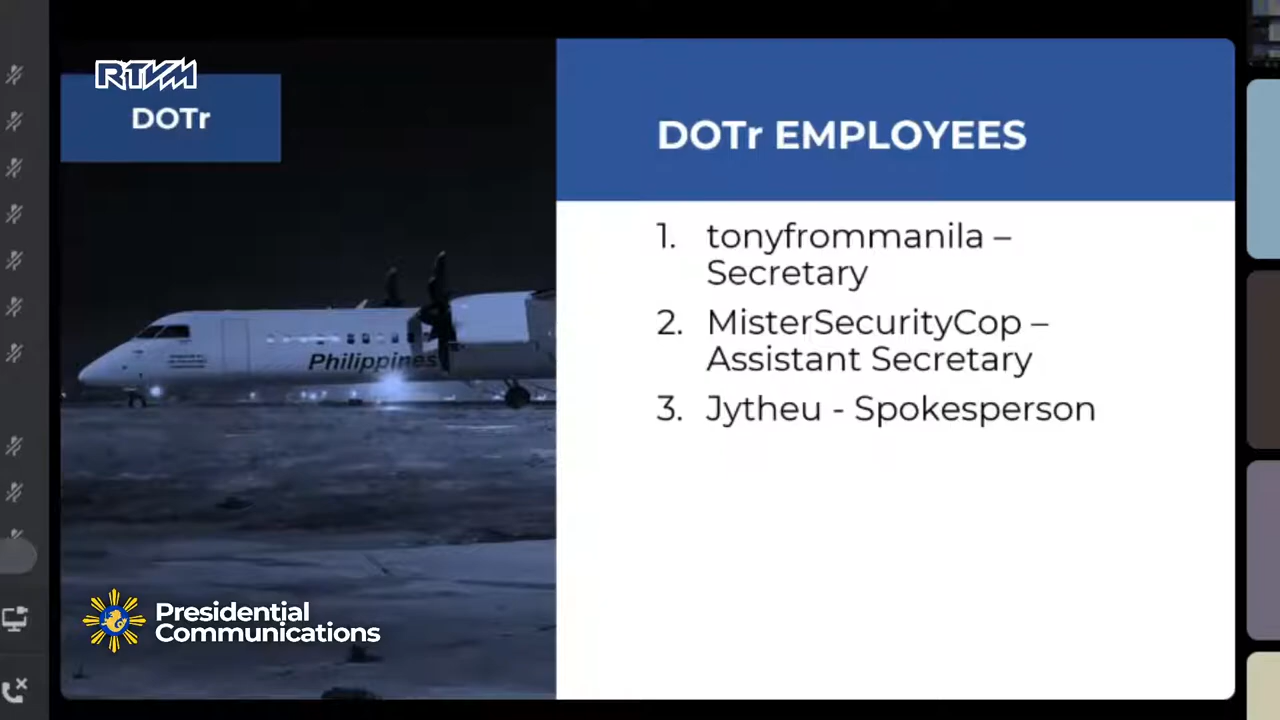 RTVM
DOTr
DOTr EMPLOYEES
1. tonyfrommanila –
Secretary
2. MisterSecurityCop –
Assistant Secretary
3. Jytheu - Spokesperson
Philippines
Presidential
Communications